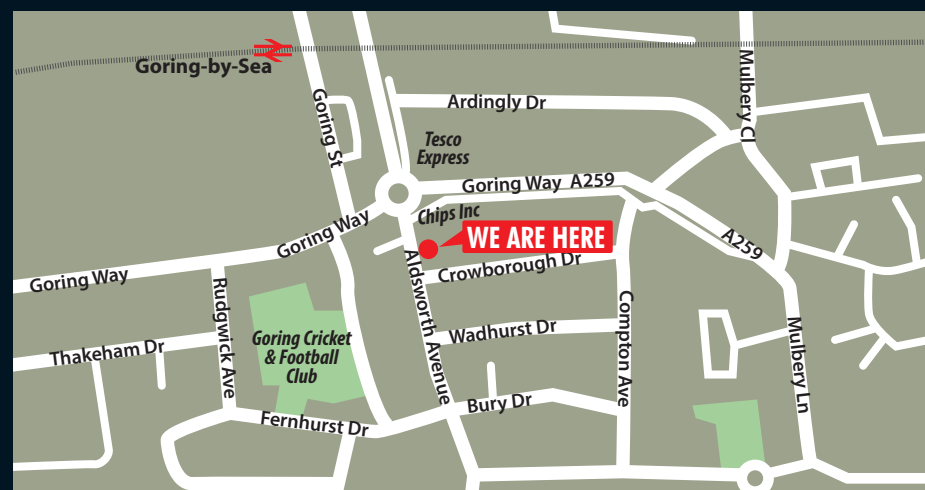 Goring-by-Sea
Goring St
Ardingly Dr
Mulbery Cl
Tesco
Express
Goring Way A259
Chips Inc
Goring Way
WE ARE HERE
A259
Goring Way
Crowborough Dr
Rudgwick Ave
Aldsworth Avenue
Compton Ave
Wadhurst Dr
Mulbery Ln
Thakeham Dr
Goring Cricket
& Football
Club
Bury Dr
Fernhurst Dr